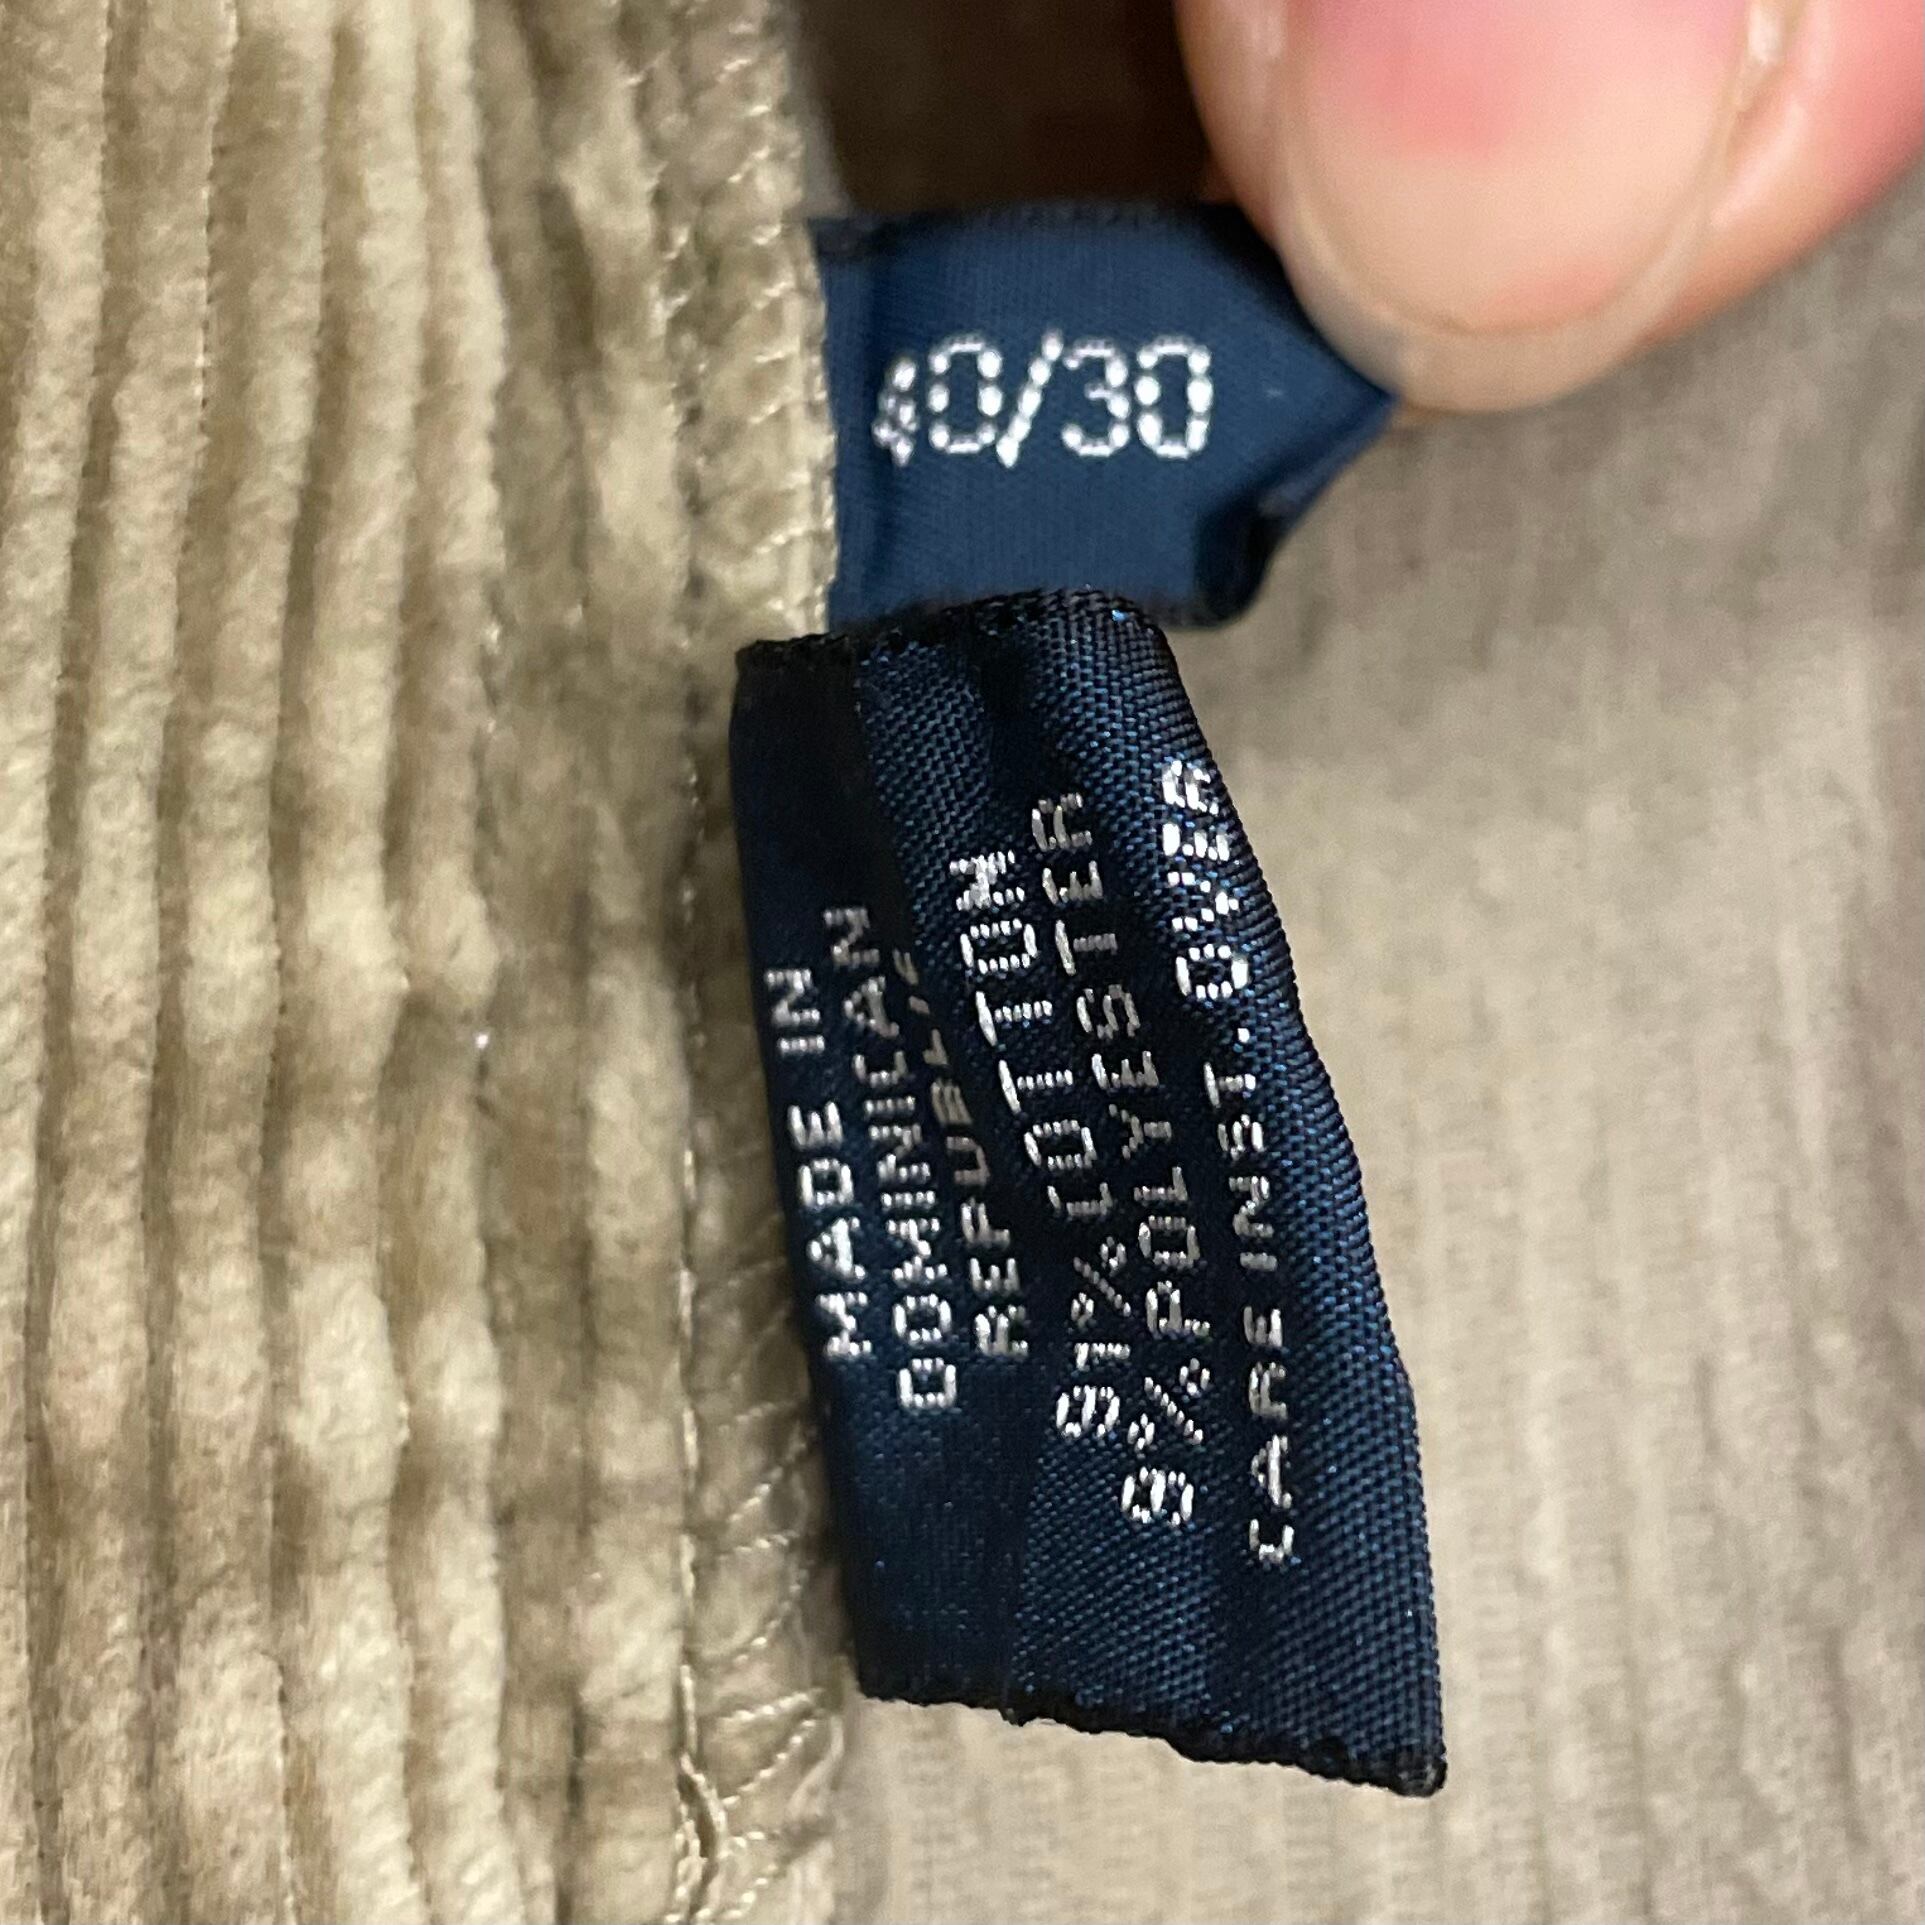 40/30
MADE IN
DOMINICAN
REPUBLIC
91% COTTON
9% POLYESTER
CARE INST. OVER